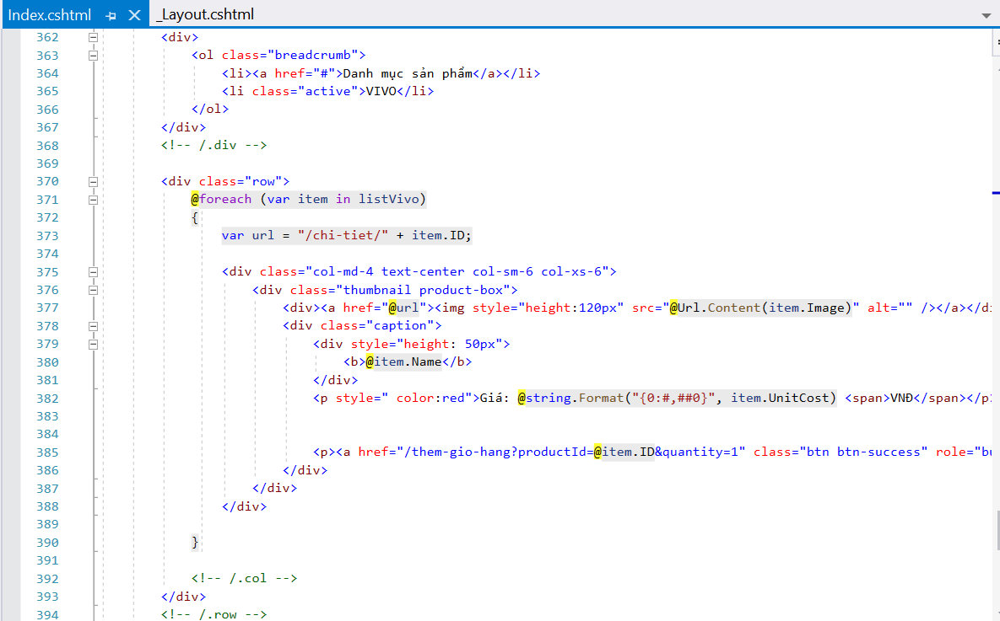 Index.cshtml _Layout.cshtml
362 <div>
363 <ol class="breadcrumb">
364 <li><a href="#">Danh mục sản phẩm</a></li>
365 <li class="active">VIVO</li>
366 </ol>
367 </div>
368 <!-- /.div -->
369
370 <div class="row">
371 @foreach (var item in listVivo)
372 {
373 var url = "/chi-tiet/" + item.ID;
374
375 <div class="col-md-4 text-center col-sm-6 col-xs-6">
376 <div class="thumbnail product-box">
377 <div><a href="@url"><img style="height:120px" src="@Url.Content(item.Image)" alt="" /></a></di
378 <div class="caption">
379 <div style="height: 50px">
380 <b>@item.Name</b>
381 </div>
382 <p style=" color:red">Giá: @string.Format("{0:#,##0}", item.UnitCost) <span>VNĐ</span></p>
383
384
385 <p><a href="/them-gio-hang?productId=@item.ID&quantity=1" class="btn btn-success" role="bu
386 </div>
387 </div>
388 </div>
389
390 }
391
392 <!-- /.col -->
393 </div>
394 <!-- /.row -->